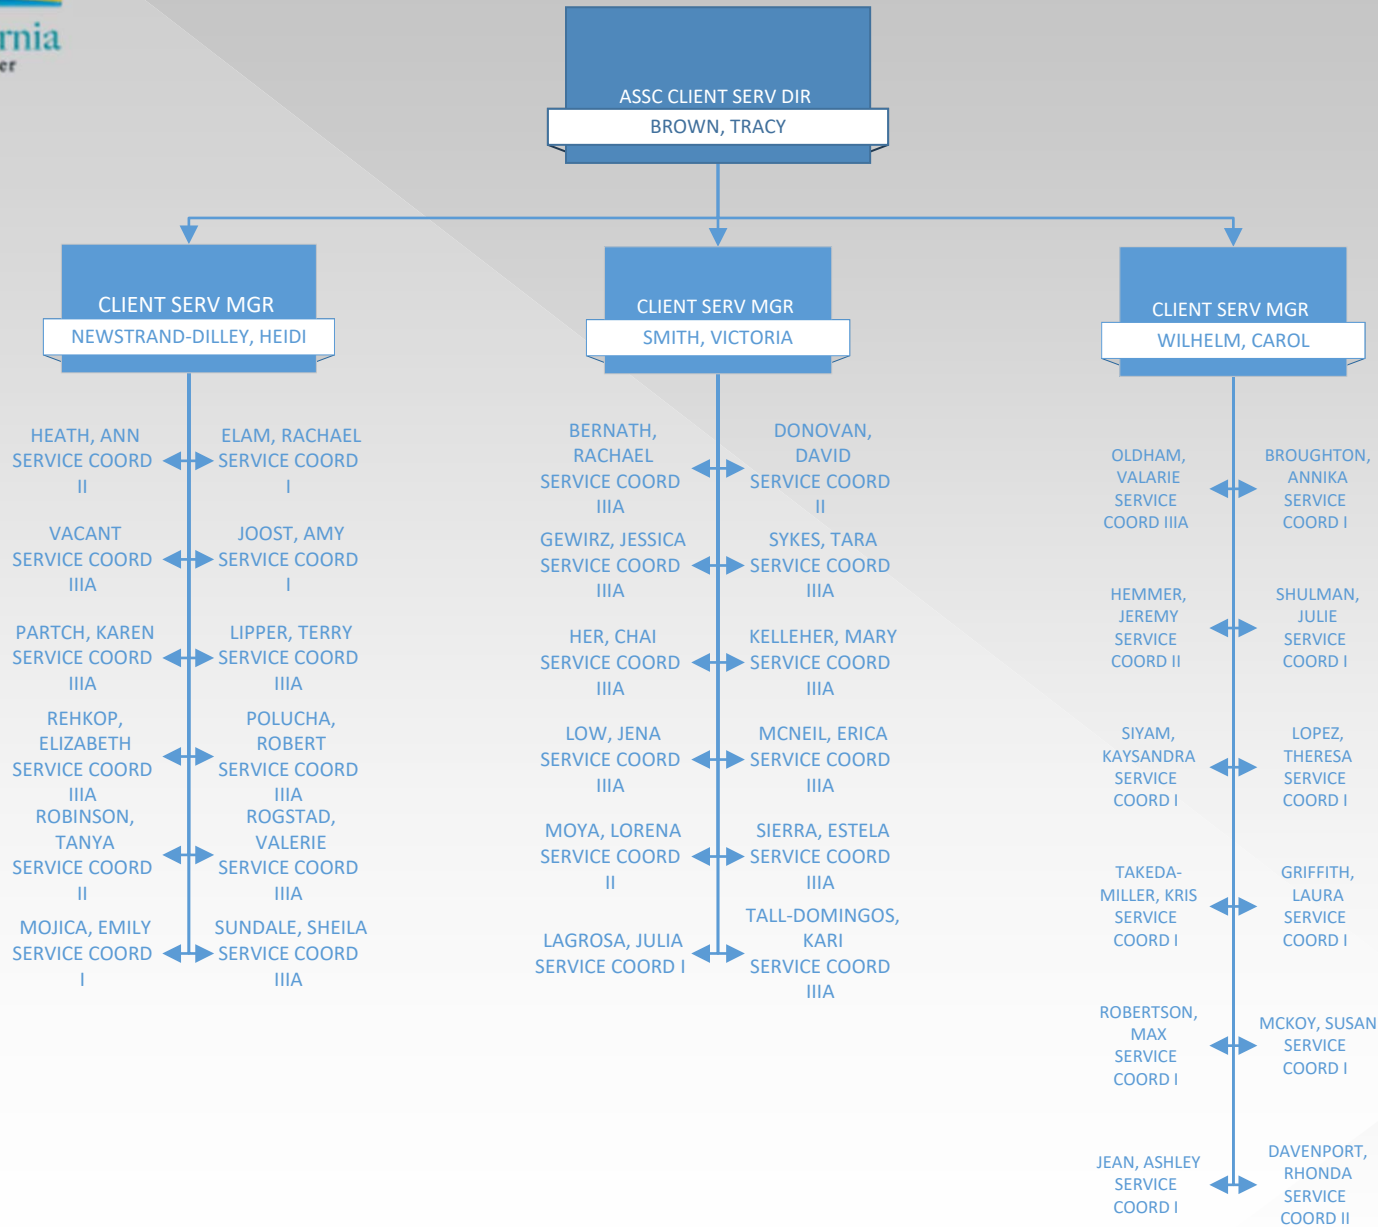 rnia
er
ASSC CLIENT SERV DIR
BROWN, TRACY
CLIENT SERV MGR
NEWSTRAND-DILLEY, HEIDI
HEATH, ANN
SERVICE COORD
II
ELAM, RACHAEL
SERVICE COORD
I
VACANT
SERVICE COORD
IIIA
JOOST, AMY
SERVICE COORD
I
PARTCH, KAREN
SERVICE COORD
IIIA
LIPPER, TERRY
SERVICE COORD
IIIA
REHKOP,
ELIZABETH
SERVICE COORD
IIIA
POLUCHA,
ROBERT
SERVICE COORD
IIIA
ROBINSON,
TANYA
SERVICE COORD
II
ROGSTAD,
VALERIE
SERVICE COORD
IIIA
MOJICA, EMILY
SERVICE COORD
I
SUNDALE, SHEILA
SERVICE COORD
IIIA
CLIENT SERV MGR
SMITH, VICTORIA
BERNATH,
RACHAEL
SERVICE COORD
IIIA
DONOVAN,
DAVID
SERVICE COORD
II
GEWIRZ, JESSICA
SERVICE COORD
IIIA
SYKES, TARA
SERVICE COORD
IIIA
HER, CHAI
SERVICE COORD
IIIA
KELLEHER, MARY
SERVICE COORD
IIIA
LOW, JENA
SERVICE COORD
IIIA
MCNEIL, ERICA
SERVICE COORD
IIIA
MOYA, LORENA
SERVICE COORD
II
SIERRA, ESTELA
SERVICE COORD
IIIA
LAGROSA, JULIA
SERVICE COORD I
TALL-DOMINGOS,
KARI
SERVICE COORD
IIIA
CLIENT SERV MGR
WILHELM, CAROL
OLDHAM,
VALARIE
SERVICE
COORD IIIA
BROUGHTON,
ANNIKA
SERVICE
COORD I
HEMMER,
JEREMY
SERVICE
COORD II
SHULMAN,
JULIE
SERVICE
COORD I
SIYAM,
KAYSANDRA
SERVICE
COORD I
LOPEZ,
THERESA
SERVICE
COORD I
TAKEDA-
MILLER, KRIS
SERVICE
COORD I
GRIFFITH,
LAURA
SERVICE
COORD I
ROBERTSON,
MAX
SERVICE
COORD I
MCKOY, SUSAN
SERVICE
COORD I
JEAN, ASHLEY
SERVICE
COORD I
DAVENPORT,
RHONDA
SERVICE
COORD II